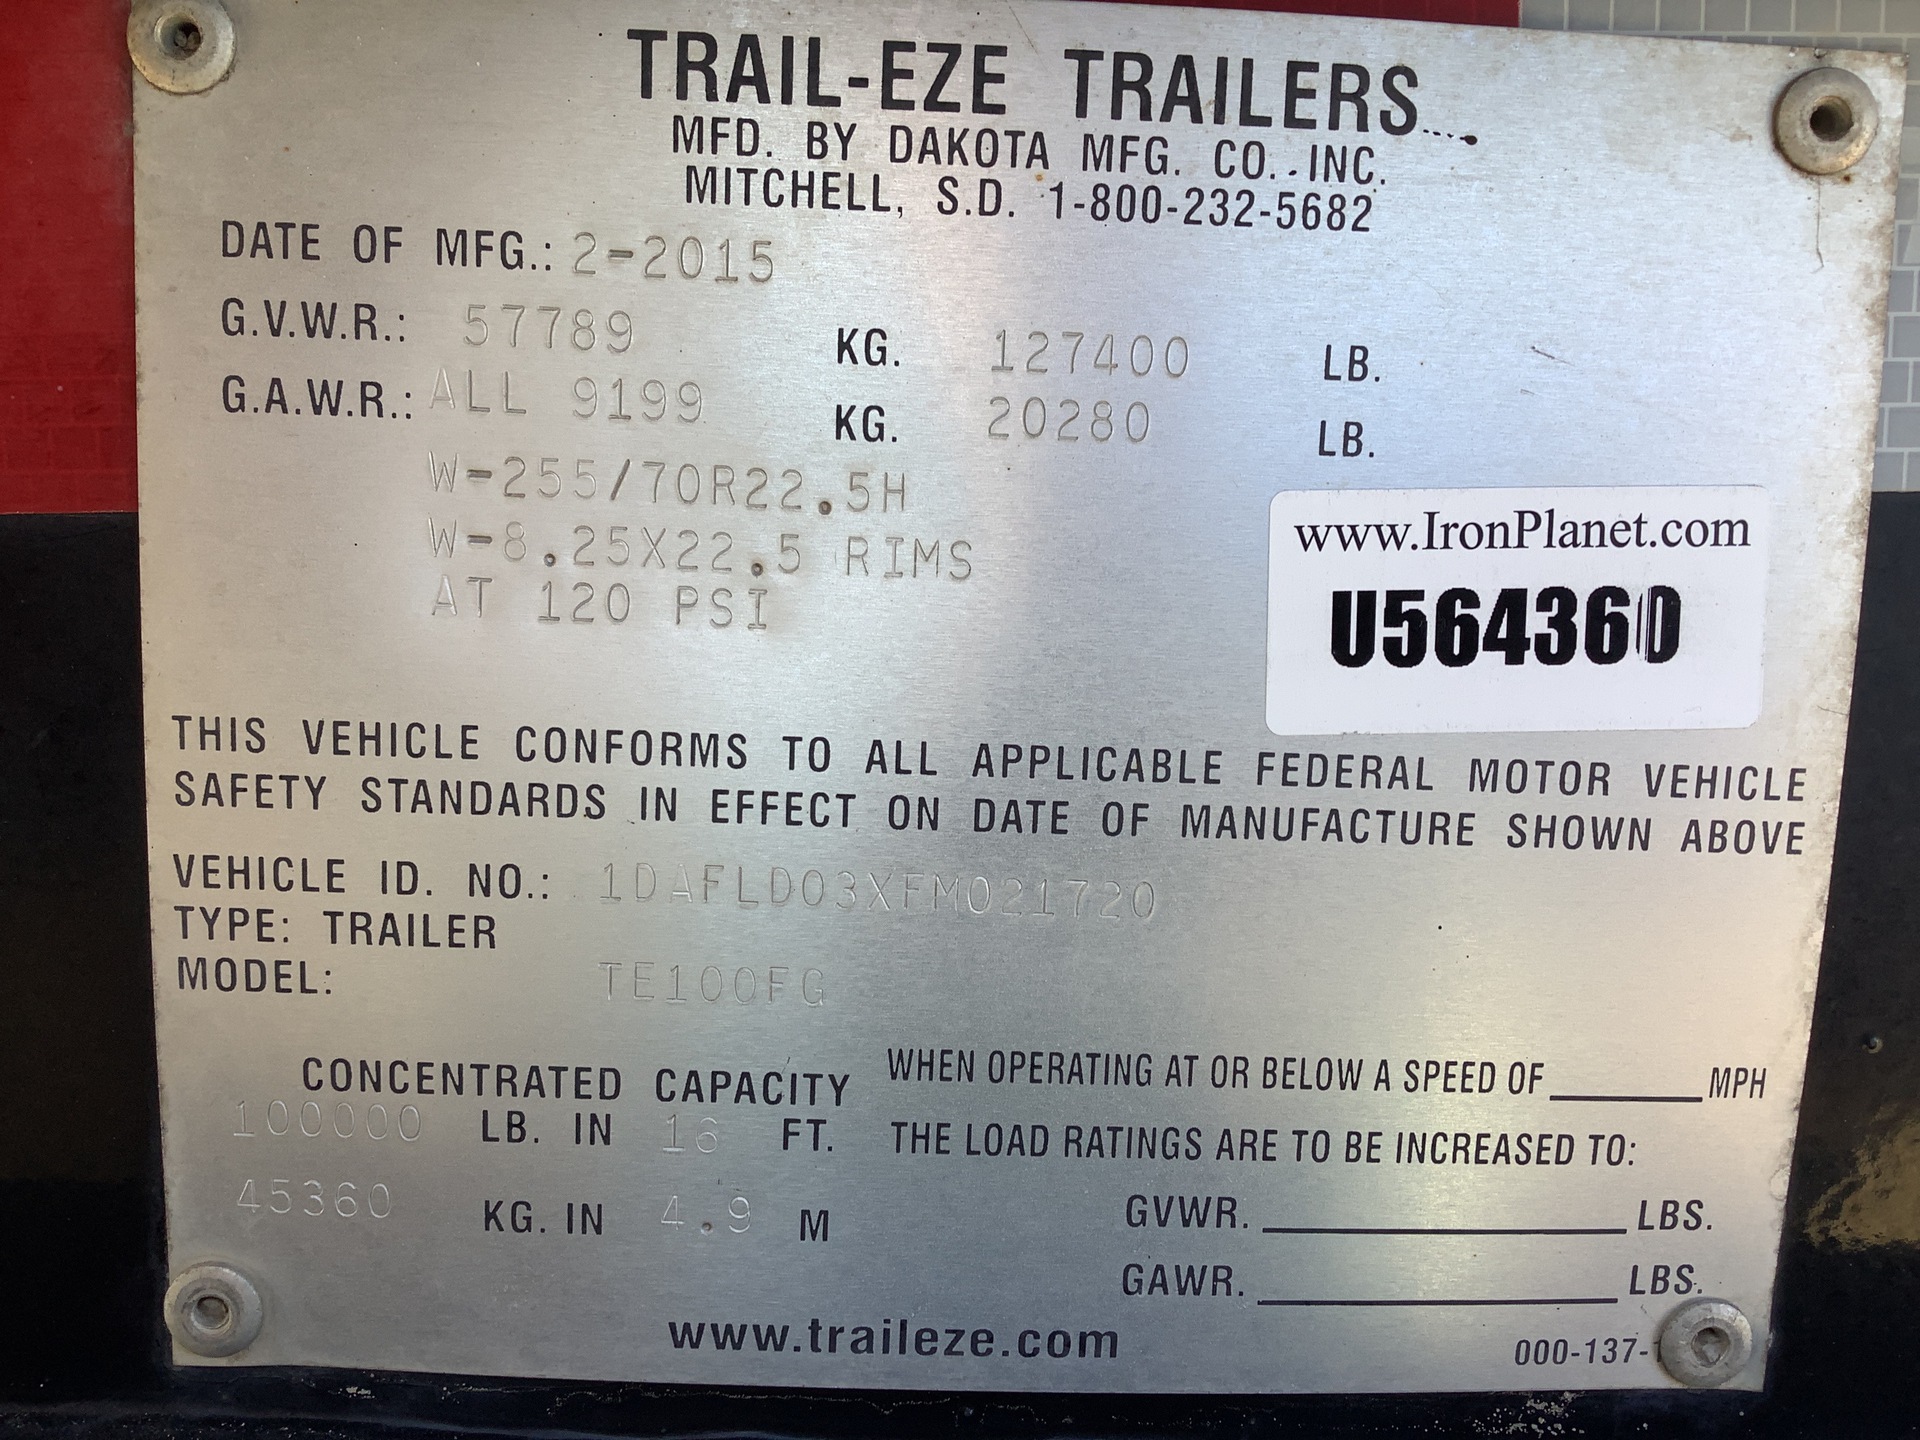 TRAIL-EZE TRAILERS
MFD. BY DAKOTA MFG. CO. INC.
MITCHELL, S.D. 1-800-232-5682
DATE OF MFG.: 2-2015
G.V.W.R.: 57789 KG. 127400 LB.
G.A.W.R.: ALL 9199 KG. 20280 LB.
W-255/70R22.5H
W-8.25X22.5 RIMS
AT 120 PSI
www.IronPlanet.com
U564360
THIS VEHICLE CONFORMS TO ALL APPLICABLE FEDERAL MOTOR VEHICLE
SAFETY STANDARDS IN EFFECT ON DATE OF MANUFACTURE SHOWN ABOVE
VEHICLE ID. NO.: 1DAFLD03XFM021720
TYPE: TRAILER
MODEL: TE100FG
CONCENTRATED CAPACITY
100000 LB. IN 16 FT.
45360 KG. IN 4.9 M
WHEN OPERATING AT OR BELOW A SPEED OF ______ MPH
THE LOAD RATINGS ARE TO BE INCREASED TO:
GVWR. ______ LBS.
GAWR. ______ LBS.
www.traileze.com
000-137-